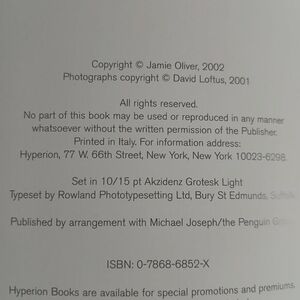 Copyright © Jamie Oliver, 2002
Photographs copyright © David Loftus, 2001
All rights reserved.
No part of this book may be used or reproduced in any manner
whatsoever without the written permission of the Publisher.
Printed in Italy. For information address:
Hyperion, 77 W. 66th Street, New York, New York 10023-6298
Set in 10/15 pt Akzidenz Grotesk Light
Typeset by Rowland Phototypesetting Ltd, Bury St Edmunds, Suffolk
Published by arrangement with Michael Joseph/the Penguin
ISBN: 0-7868-6852-X
Hyperion Books are available for special promotions and premiums.